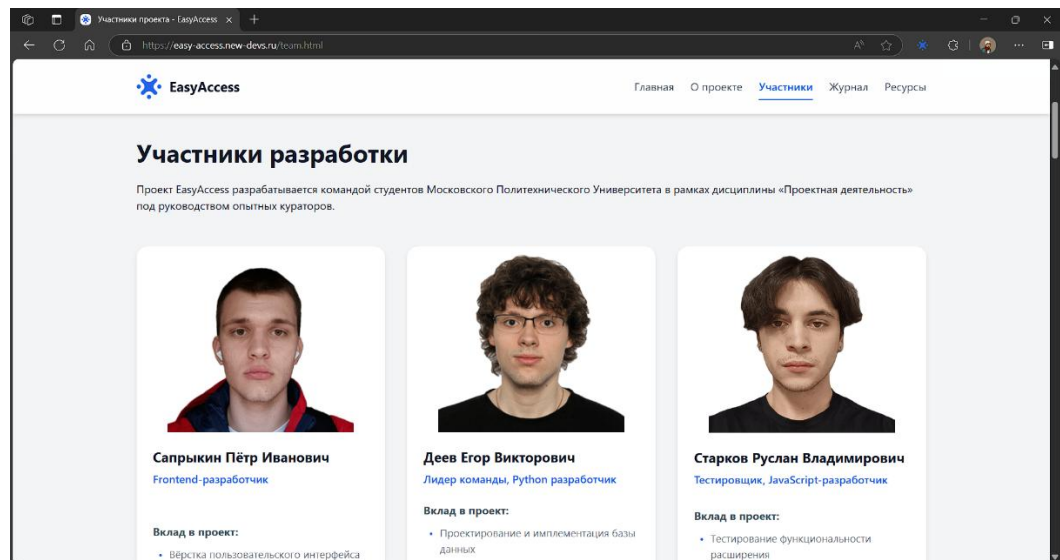 Участники проекта - EasyAccess
https://easy-access.new-devs.ru/team.html
EasyAccess
Главная О проекте Участники Журнал Ресурсы
Участники разработки
Проект EasyAccess разрабатывается командой студентов Московского Политехнического Университета в рамках дисциплины «Проектная деятельность»
под руководством опытных кураторов.
Сапрыкин Пётр Иванович
Frontend-разработчик
Вклад в проект:
• Вёрстка пользовательского интерфейса
Деев Егор Викторович
Лидер команды, Python разработчик
Вклад в проект:
• Проектирование и имплементация базы
данных
Старков Руслан Владимирович
Тестировщик, JavaScript-разработчик
Вклад в проект:
• Тестирование функциональности
расширения